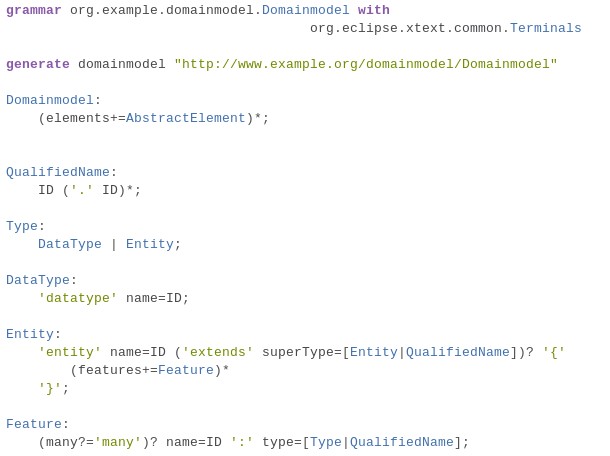 grammar org.example.domainmodel.Domainmodel with
org.eclipse.xtext.common.Terminals
generate domainmodel "http://www.example.org/domainmodel/Domainmodel"
Domainmodel:
(elements+=AbstractElement)*;
QualifiedName:
ID ('.' ID)*;
Type:
DataType | Entity;
DataType:
'datatype' name=ID;
Entity:
'entity' name=ID ('extends' superType=[Entity|QualifiedName])? '{'
(features+=Feature)*
'}';
Feature:
(many?='many')? name=ID ':' type=[Type|QualifiedName];